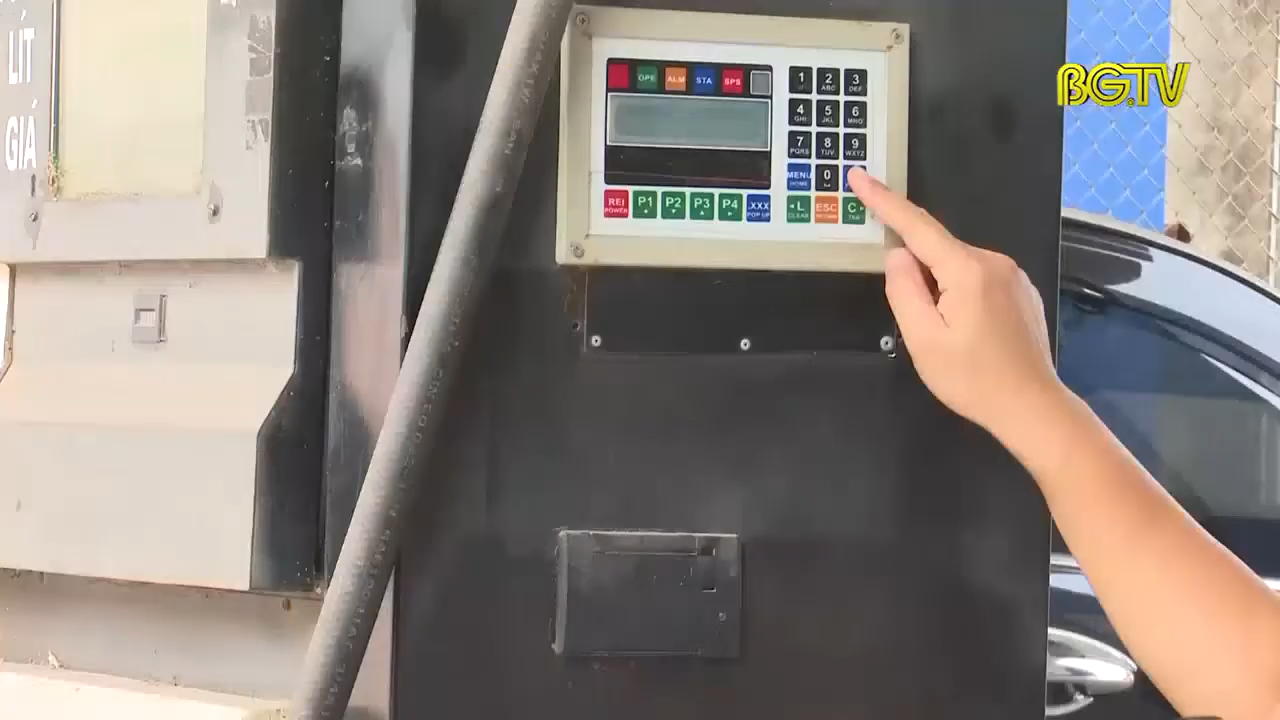 LÍT
GIÁ
BGTV
OPE ALM STA SPS
1 2 ABC 3 DEF
4 GHI 5 JKL 6 MNO
7 PQRS 8 TUV 9 WXYZ
MENU HOME 0
REI POWER P1 P2 P3 P4 .XXX POP UP L CLEAR ESC RETURN C TAB